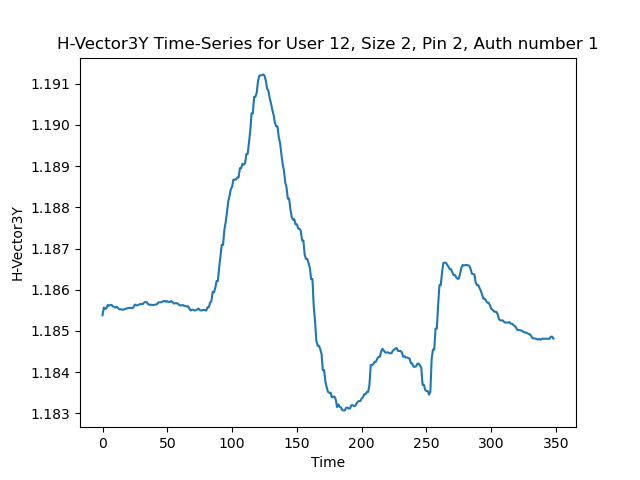 H-Vector3Y Time-Series for User 12, Size 2, Pin 2, Auth number 1
1.191
1.190
1.189
1.188
1.187
1.186
1.185
1.184
1.183
H-Vector3Y
0 50 100 150 200 250 300 350
Time